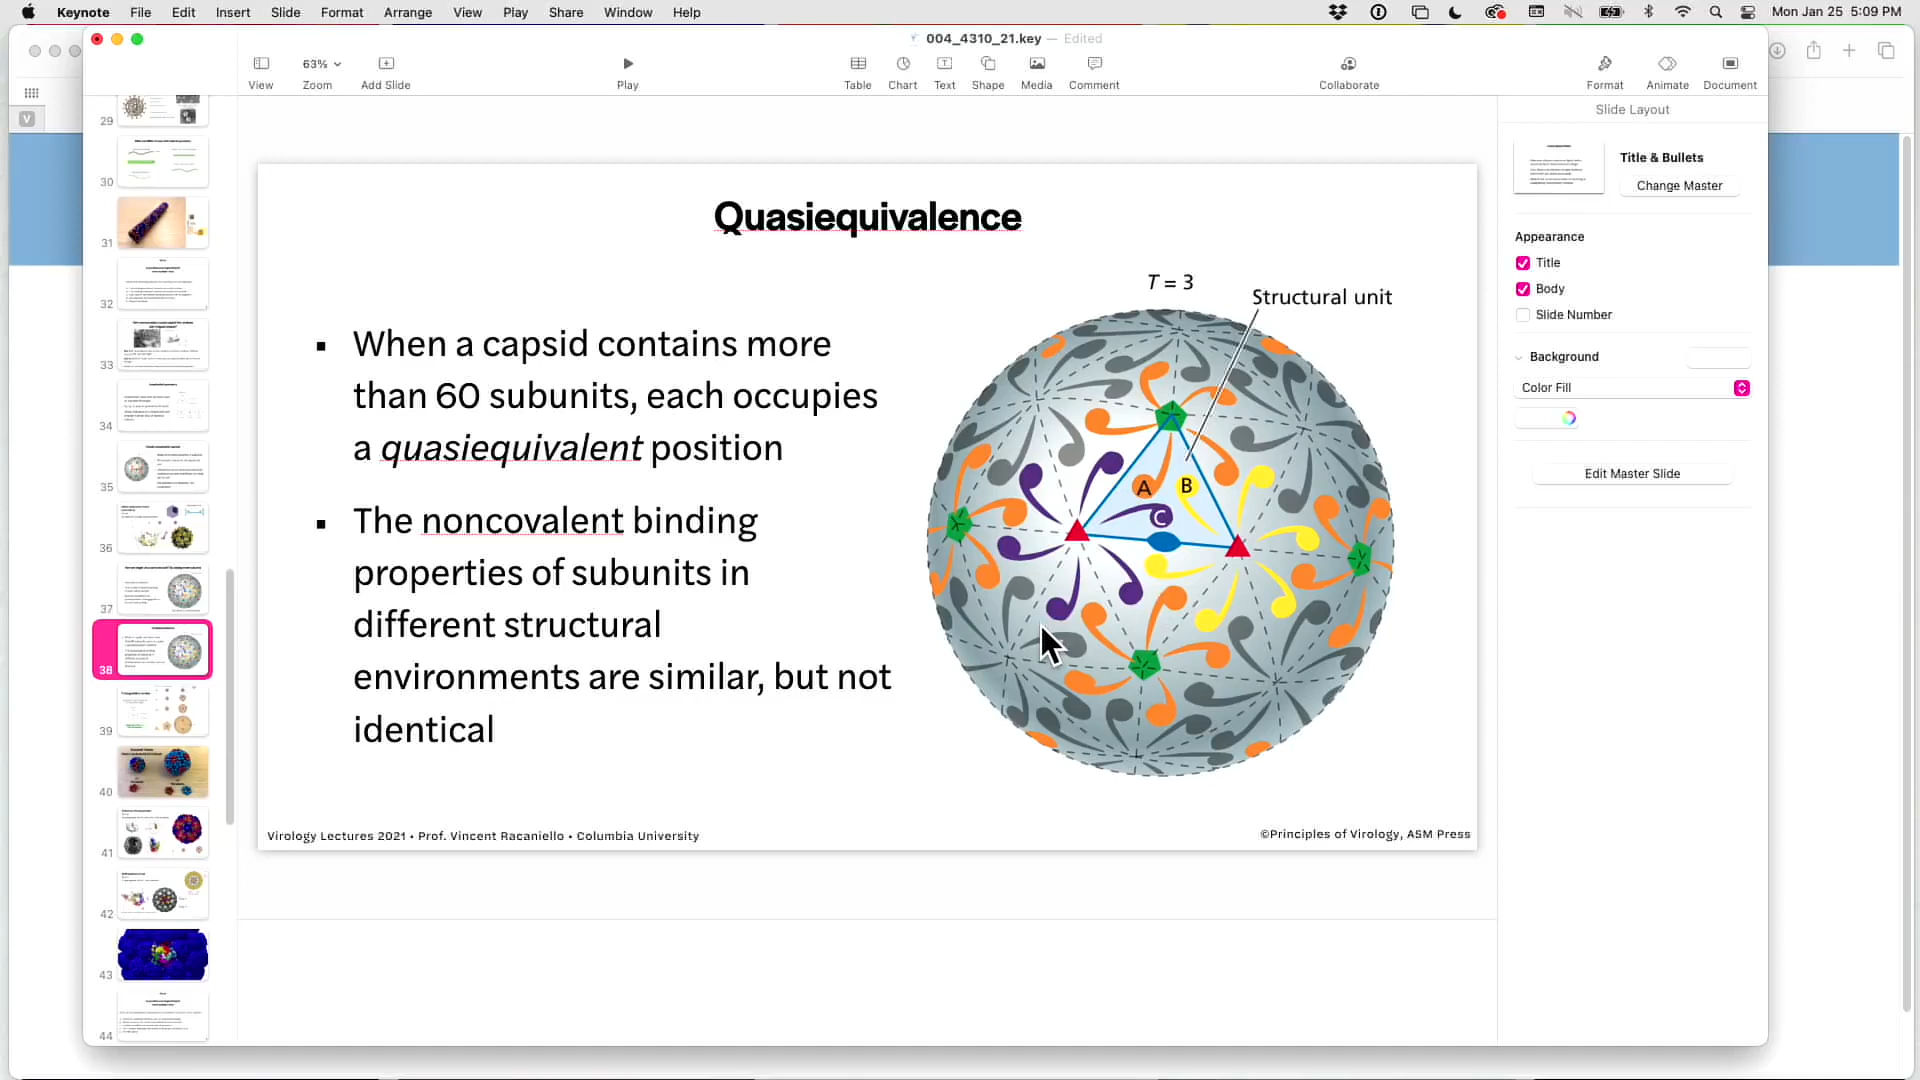 Keynote File Edit Insert Slide Format Arrange View Play Share Window Help Mon Jan 25 5:09 PM
004_4310_21.key — Edited
63%
View Zoom Add Slide Play Table Chart Text Shape Media Comment Collaborate Format Animate Document
V
Slide Layout
Title & Bullets
Change Master
Appearance
Title
Body
Slide Number
Background
Color Fill
Edit Master Slide
29
30
31
32
33
34
35
36
37
38
39
40
41
42
43
44
Quasiequivalence
T = 3
Structural unit
▪ When a capsid contains more
than 60 subunits, each occupies
a quasiequivalent position
▪ The noncovalent binding
properties of subunits in
different structural
environments are similar, but not
identical
A B
C
Virology Lectures 2021 • Prof. Vincent Racaniello • Columbia University
©Principles of Virology, ASM Press